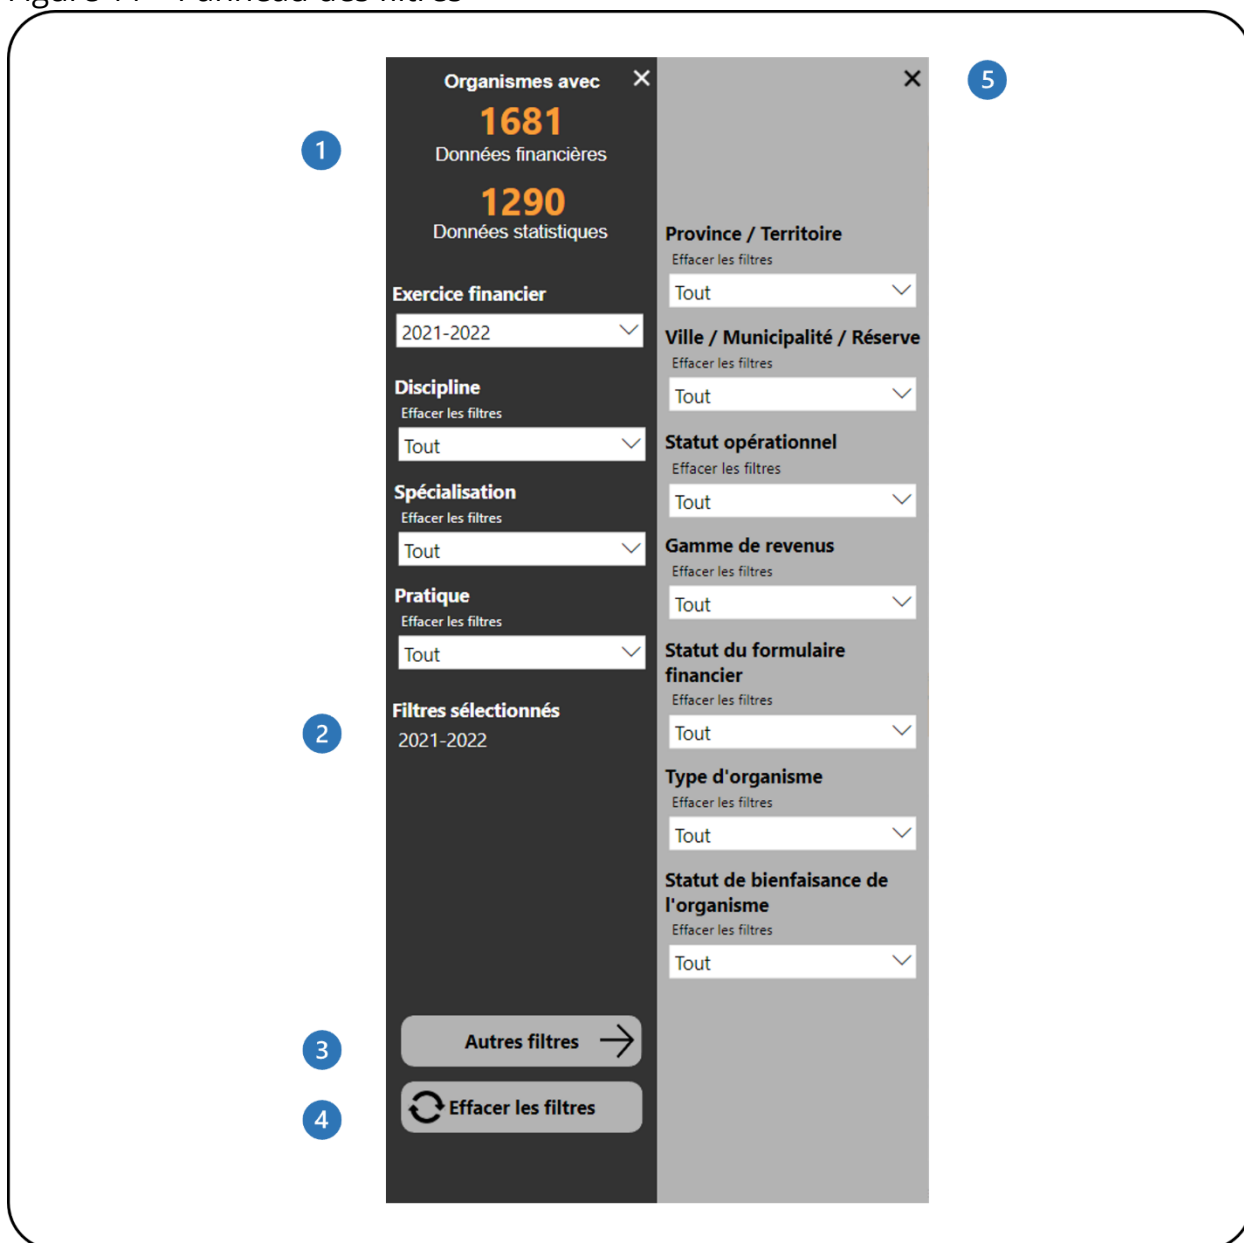 Panneau des filtres
Organismes avec
1
1681
Données financières
1290
Données statistiques
Exercice financier
2021-2022
Discipline
Effacer les filtres
Tout
Spécialisation
Effacer les filtres
Tout
Pratique
Effacer les filtres
Tout
2
Filtres sélectionnés
2021-2022
3
Autres filtres
4
Effacer les filtres
5
Province / Territoire
Effacer les filtres
Tout
Ville / Municipalité / Réserve
Effacer les filtres
Tout
Statut opérationnel
Effacer les filtres
Tout
Gamme de revenus
Effacer les filtres
Tout
Statut du formulaire
financier
Effacer les filtres
Tout
Type d'organisme
Effacer les filtres
Tout
Statut de bienfaisance de
l'organisme
Effacer les filtres
Tout